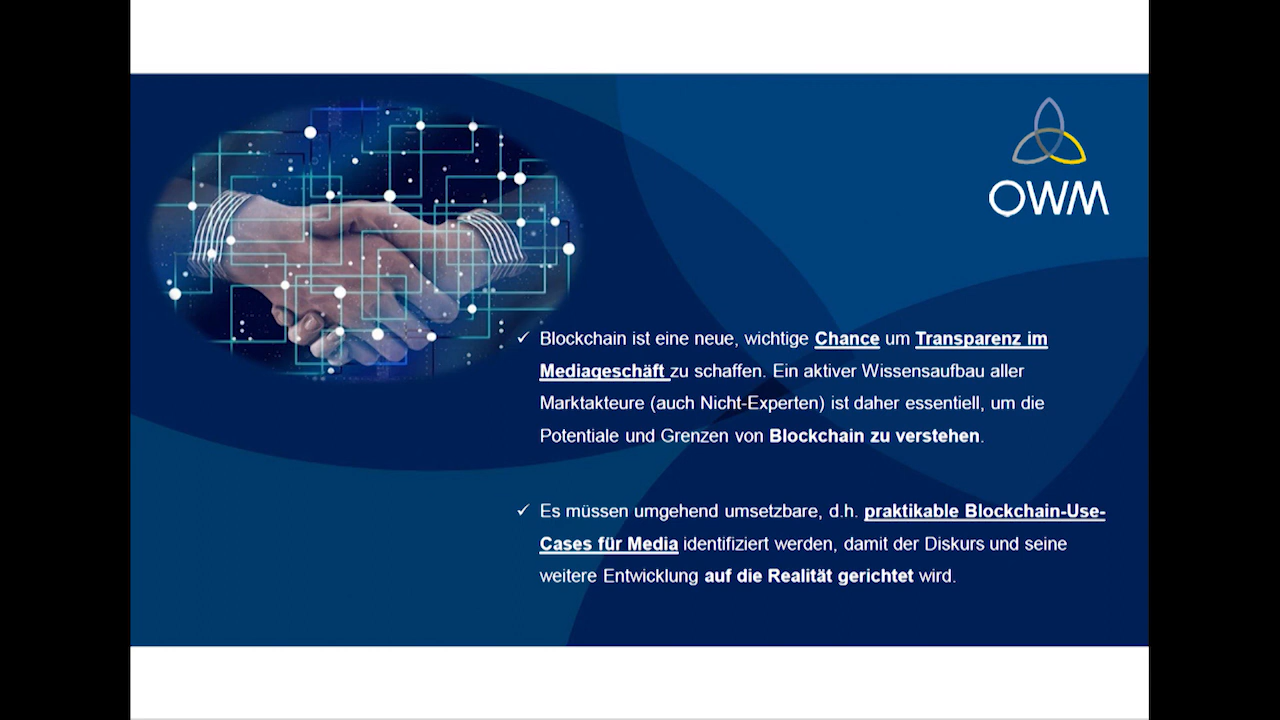 OWM
✓ Blockchain ist eine neue, wichtige Chance um Transparenz im
Mediageschäft zu schaffen. Ein aktiver Wissensaufbau aller
Marktakteure (auch Nicht-Experten) ist daher essentiell, um die
Potentiale und Grenzen von Blockchain zu verstehen.
✓ Es müssen umgehend umsetzbare, d.h. praktikable Blockchain-Use-
Cases für Media identifiziert werden, damit der Diskurs und seine
weitere Entwicklung auf die Realität gerichtet wird.